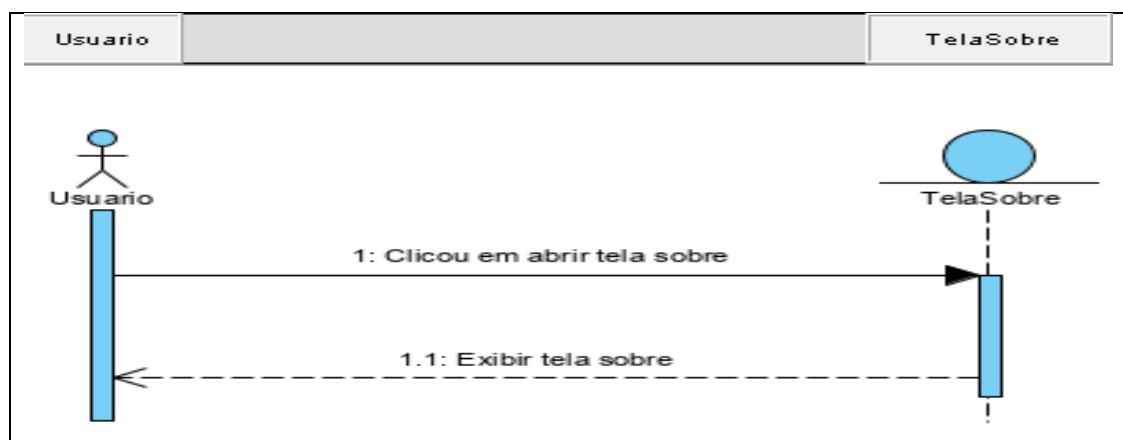 Usuario
TelaSobre
Usuario
TelaSobre
1: Clicou em abrir tela sobre
1.1: Exibir tela sobre